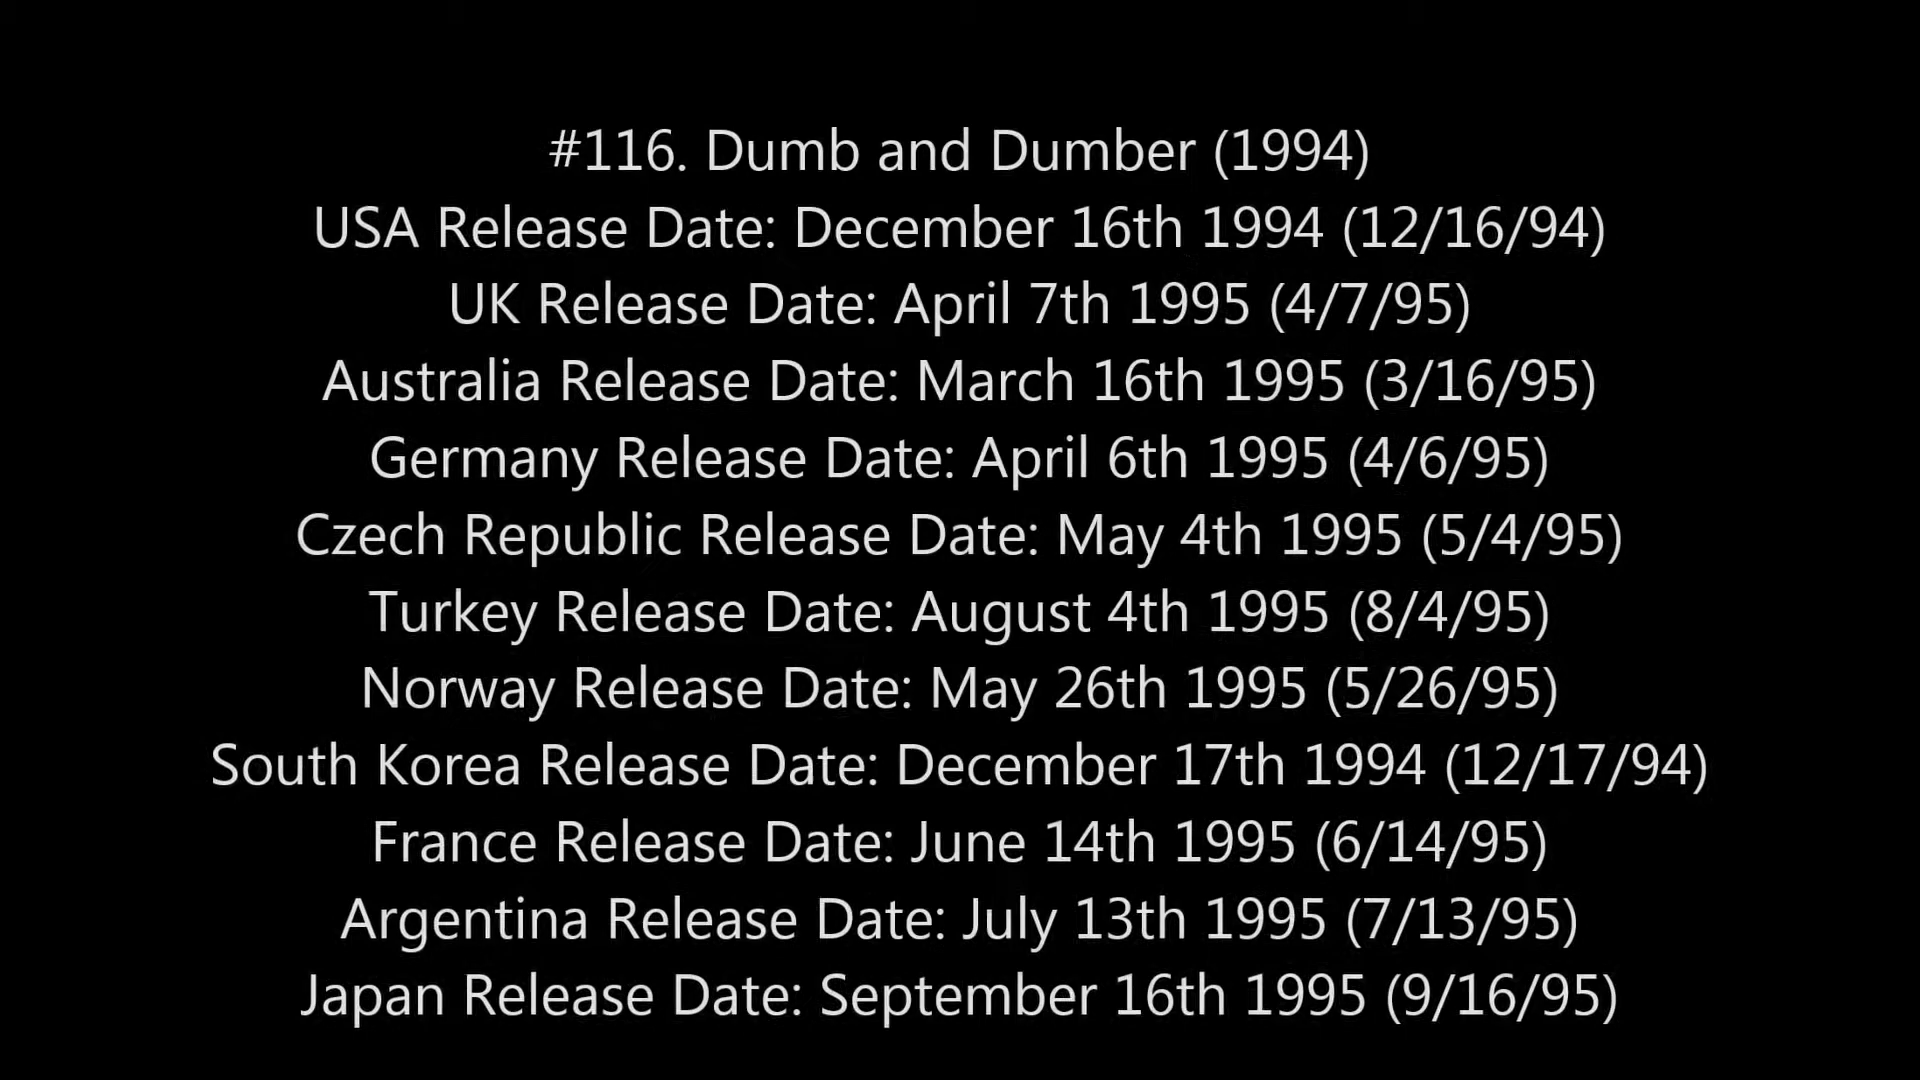 #116. Dumb and Dumber (1994)
USA Release Date: December 16th 1994 (12/16/94)
UK Release Date: April 7th 1995 (4/7/95)
Australia Release Date: March 16th 1995 (3/16/95)
Germany Release Date: April 6th 1995 (4/6/95)
Czech Republic Release Date: May 4th 1995 (5/4/95)
Turkey Release Date: August 4th 1995 (8/4/95)
Norway Release Date: May 26th 1995 (5/26/95)
South Korea Release Date: December 17th 1994 (12/17/94)
France Release Date: June 14th 1995 (6/14/95)
Argentina Release Date: July 13th 1995 (7/13/95)
Japan Release Date: September 16th 1995 (9/16/95)